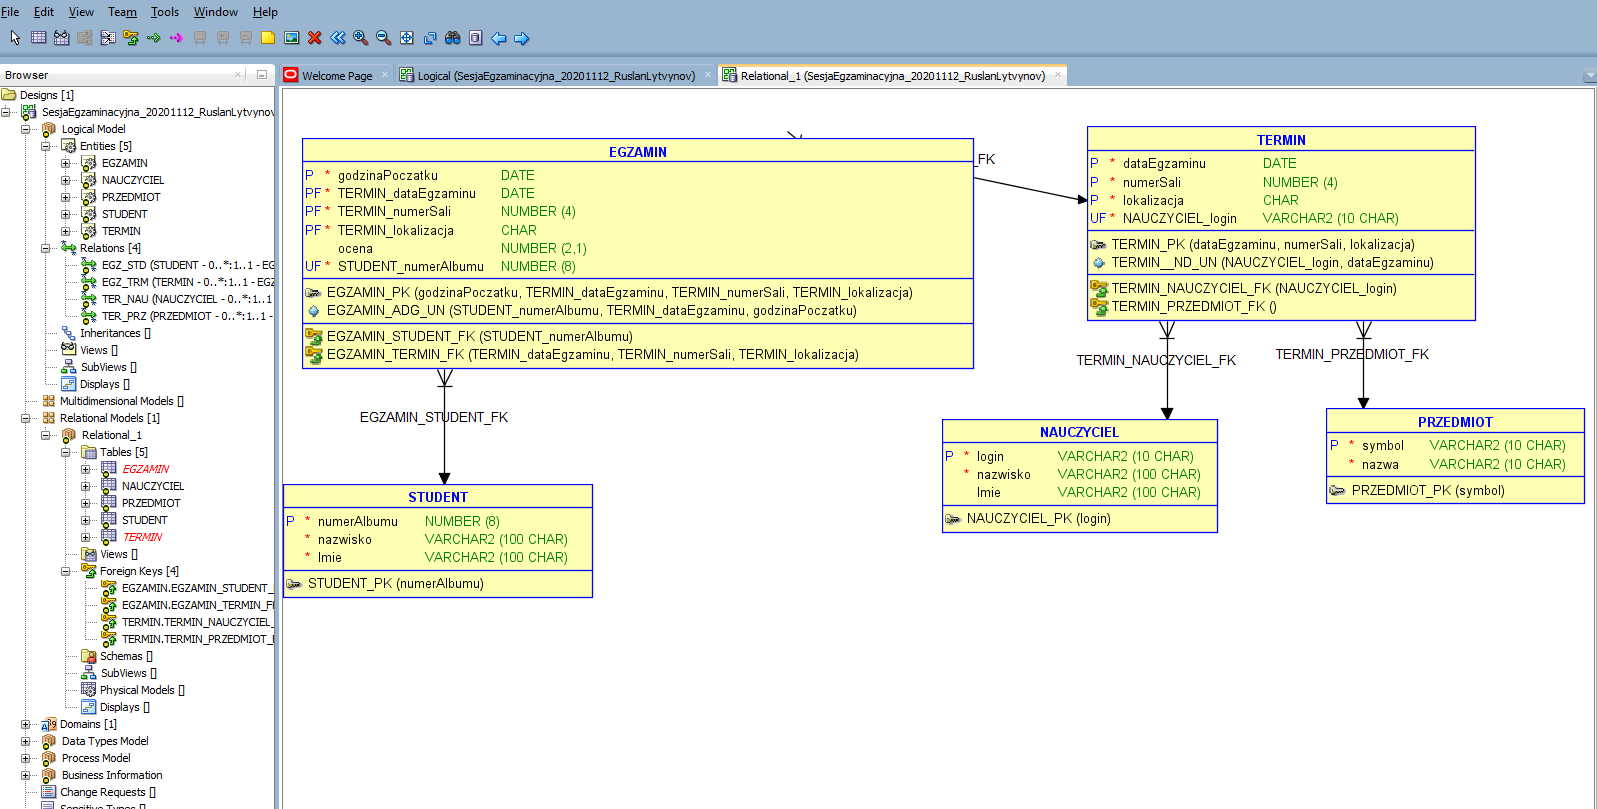 File Edit View Team Tools Window Help
Browser
Welcome Page
Logical (SesjaEgzaminacyjna_20201112_RuslanLytvynov)
Relational_1 (SesjaEgzaminacyjna_20201112_RuslanLytvynov)
Designs [1]
SesjaEgzaminacyjna_20201112_RuslanLytvynov
Logical Model
Entities [5]
EGZAMIN
NAUCZYCIEL
PRZEDMIOT
STUDENT
TERMIN
Relations [4]
EGZ_STD (STUDENT - 0..*:1..1 - EG
EGZ_TRM (TERMIN - 0..*:1..1 - EGZ
TER_NAU (NAUCZYCIEL - 0..*:1..1
TER_PRZ (PRZEDMIOT - 0..*:1..1 -
Inheritances []
Views []
SubViews []
Displays []
Multidimensional Models []
Relational Models [1]
Relational_1
Tables [5]
EGZAMIN
NAUCZYCIEL
PRZEDMIOT
STUDENT
TERMIN
Views []
Foreign Keys [4]
EGZAMIN.EGZAMIN_STUDENT_
EGZAMIN.EGZAMIN_TERMIN_F
TERMIN.TERMIN_NAUCZYCIEL_
TERMIN.TERMIN_PRZEDMIOT_F
Schemas []
SubViews []
Physical Models []
Displays []
Domains [1]
Data Types Model
Process Model
Business Information
Change Requests []
Sensitive Types []
EGZAMIN
P * godzinaPoczatku DATE
PF * TERMIN_dataEgzaminu DATE
PF * TERMIN_numerSali NUMBER (4)
PF * TERMIN_lokalizacja CHAR
ocena NUMBER (2,1)
UF * STUDENT_numerAlbumu NUMBER (8)
EGZAMIN_PK (godzinaPoczatku, TERMIN_dataEgzaminu, TERMIN_numerSali, TERMIN_lokalizacja)
EGZAMIN_ADG_UN (STUDENT_numerAlbumu, TERMIN_dataEgzaminu, godzinaPoczatku)
EGZAMIN_STUDENT_FK (STUDENT_numerAlbumu)
EGZAMIN_TERMIN_FK (TERMIN_dataEgzaminu, TERMIN_numerSali, TERMIN_lokalizacja)
_FK
TERMIN
P * dataEgzaminu DATE
P * numerSali NUMBER (4)
P * lokalizacja CHAR
UF * NAUCZYCIEL_login VARCHAR2 (10 CHAR)
TERMIN_PK (dataEgzaminu, numerSali, lokalizacja)
TERMIN__ND_UN (NAUCZYCIEL_login, dataEgzaminu)
TERMIN_NAUCZYCIEL_FK (NAUCZYCIEL_login)
TERMIN_PRZEDMIOT_FK ()
EGZAMIN_STUDENT_FK
TERMIN_NAUCZYCIEL_FK
TERMIN_PRZEDMIOT_FK
STUDENT
P * numerAlbumu NUMBER (8)
* nazwisko VARCHAR2 (100 CHAR)
* Imie VARCHAR2 (100 CHAR)
STUDENT_PK (numerAlbumu)
NAUCZYCIEL
P * login VARCHAR2 (10 CHAR)
* nazwisko VARCHAR2 (100 CHAR)
Imie VARCHAR2 (100 CHAR)
NAUCZYCIEL_PK (login)
PRZEDMIOT
P * symbol VARCHAR2 (10 CHAR)
* nazwa VARCHAR2 (10 CHAR)
PRZEDMIOT_PK (symbol)